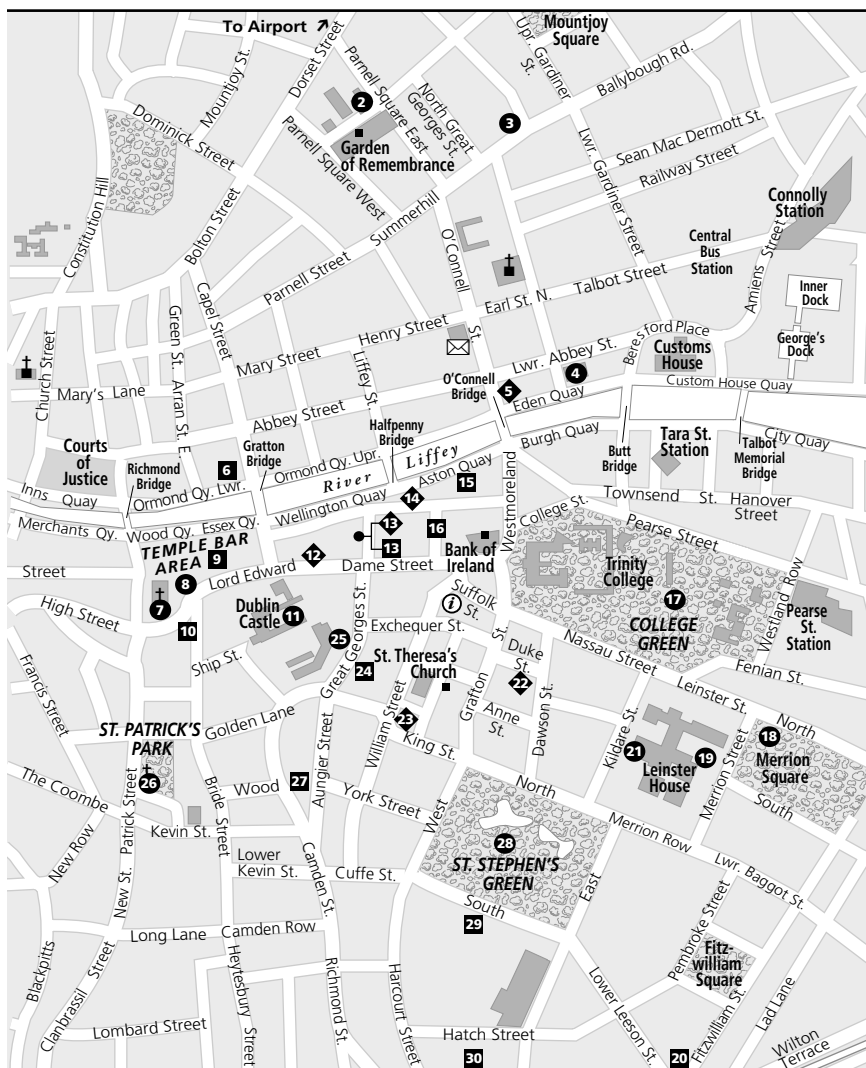 To Airport
Mountjoy
Square
Mountjoy St.
Dorset Street
Parnell Square East
North Great
Georges St.
Upr. Gardiner
St.
Ballybough Rd.
2
3
Dominick Street
Garden
of Remembrance
Parnell Square West
Sean Mac Dermott St.
Railway Street
Lwr. Gardiner Street
Summerhill
Connolly
Station
Constitution Hill
Bolton Street
O'Connell
St.
Central
Bus
Station
Amiens Street
Parnell Street
Talbot Street
Earl St. N.
Inner
Dock
George's
Dock
Capel Street
Green St.
Arran St. E.
Henry Street
Mary Street
Liffey St.
Beresford Place
Customs
House
Lwr. Abbey St.
4
5
O'Connell
Bridge
Eden Quay
Custom House Quay
Church Street
Mary's Lane
Abbey Street
Halfpenny
Bridge
Burgh Quay
City Quay
Courts
of
Justice
Richmond
Bridge
6
Gratton
Bridge
Ormond Qy. Upr.
Ormond Qy. Lwr.
River Liffey
Butt
Bridge
Tara St.
Station
Talbot
Memorial
Bridge
Inns Quay
Aston Quay
15
14
Westmoreland
Townsend St.
Hanover
Street
Merchants Qy.
Wood Qy.
Essex Qy.
Wellington Quay
College St.
Pearse Street
TEMPLE BAR
AREA
9
12
13
13
16
Bank of
Ireland
Trinity
College
Street
8
Lord Edward
Dame Street
7
High Street
10
Dublin
Castle
11
25
Great Georges St.
Suffolk
St.
i
Exchequer St.
17
COLLEGE
GREEN
Westland Row
Pearse
St.
Station
Nassau Street
Fenian St.
Ship St.
St. Theresa's
Church
24
Duke
St.
22
Leinster St.
Francis Street
ST. PATRICK'S
PARK
Golden Lane
William Street
23
Grafton
St.
Anne
St.
Dawson St.
Kildare St.
21
19
Leinster
House
Merrion Street
North
18
Merrion
Square
South
26
The Coombe
Patrick Street
Bride Street
Wood
27
Aungier Street
King St.
York Street
North
West
Kevin St.
28
ST. STEPHEN'S
GREEN
Merrion Row
Lwr. Baggot St.
New Row
New St.
Lower
Kevin St.
Camden St.
Cuffe St.
East
South
29
Long Lane
Camden Row
Pembroke Street
Fitz-
william
Square
Blackpitts
Clanbrassil Street
Heytesbury Street
Richmond St.
Harcourt Street
Lower Leeson St.
Fitzwilliam St.
Lad Lane
Lombard Street
Hatch Street
30
20
Wilton
Terrace